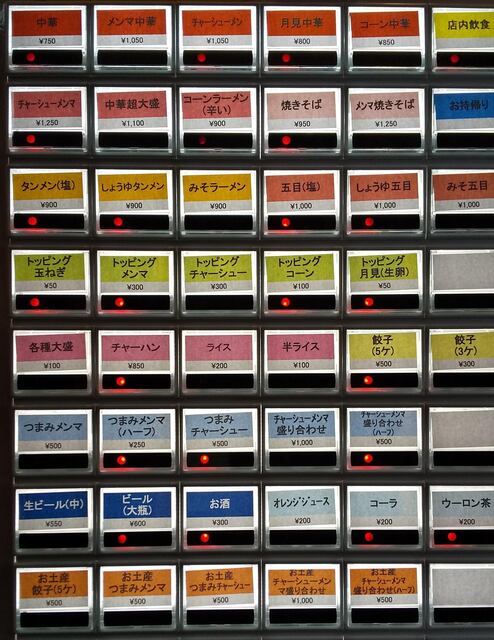 中華
¥750
メンマ中華
¥1,050
チャーシューメン
¥1,050
月見中華
¥800
コーン中華
¥850
店内飲食
チャーシューメンマ
¥1,250
中華超大盛
¥1,100
コーンラーメン
(辛い)
¥900
焼きそば
¥950
メンマ焼きそば
¥1,250
お持帰り
タンメン(塩)
¥900
しょうゆタンメン
¥900
みそラーメン
¥900
五目(塩)
¥1,000
しょうゆ五目
¥1,000
みそ五目
¥1,000
トッピング
玉ねぎ
¥50
トッピング
メンマ
¥300
トッピング
チャーシュー
¥300
トッピング
コーン
¥100
トッピング
月見(生卵)
¥50
各種大盛
¥100
チャーハン
¥850
ライス
¥200
半ライス
¥100
餃子
(5ケ)
¥500
餃子
(3ケ)
¥300
つまみメンマ
¥500
つまみメンマ
(ハーフ)
¥250
つまみ
チャーシュー
¥500
チャーシューメンマ
盛り合わせ
¥1,000
チャーシューメンマ
盛り合わせ
(ハーフ)
¥500
生ビール(中)
¥550
ビール
(大瓶)
¥600
お酒
¥300
オレンジジュース
¥200
コーラ
¥200
ウーロン茶
¥200
お土産
餃子(5ケ)
¥500
お土産
つまみメンマ
¥500
お土産
つまみチャーシュー
¥500
お土産
チャーシューメン
マ盛り合わせ
¥1,000
お土産
チャーシューメンマ
盛り合わせ(ハーフ)
¥500